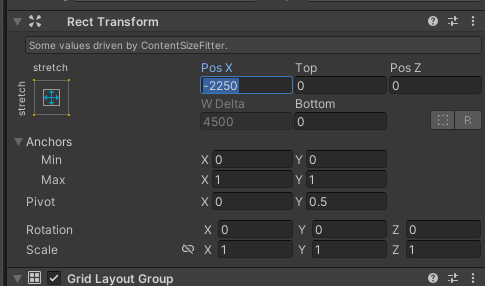 Rect Transform
Some values driven by ContentSizeFitter.
stretch
stretch
Pos X Top Pos Z
-2250 0 0
W Delta Bottom
4500 0
R
Anchors
Min X 0 Y 0
Max X 1 Y 1
Pivot X 0 Y 0.5
Rotation X 0 Y 0 Z 0
Scale X 1 Y 1 Z 1
Grid Layout Group